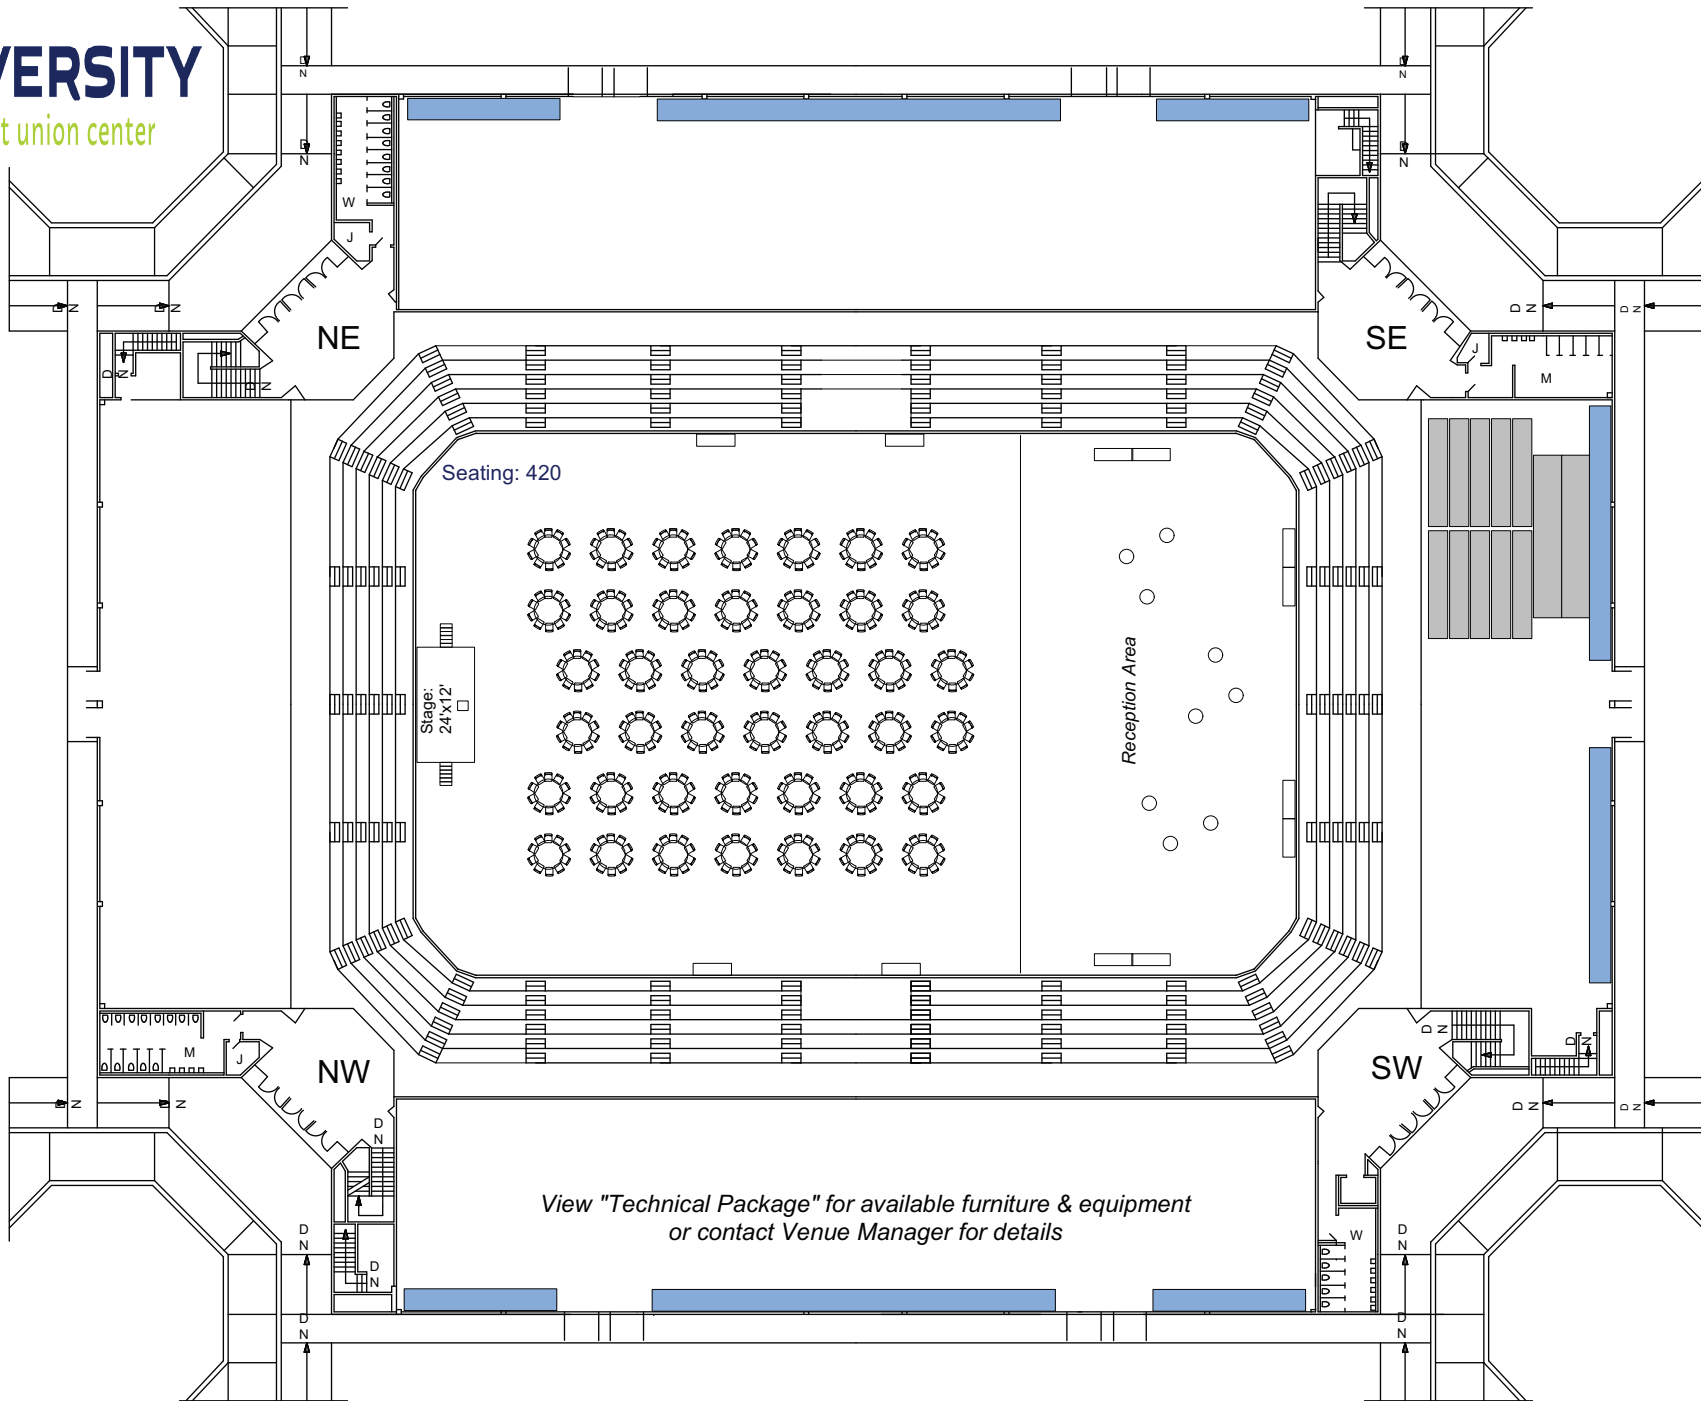 VERSITY
t union center
D
N
D
N
D
N
D
N
W
J
D
N
D
N
D
N
D
N
NE
SE
J
M
D
N
D
N
Seating: 420
Stage:
24'x12'
Reception Area
M
J
NW
SW
D
N
D
N
D
N
D
N
D
N
D
N
D
N
View "Technical Package" for available furniture & equipment
or contact Venue Manager for details
W
D
N
D
N
D
N
D
N
D
N